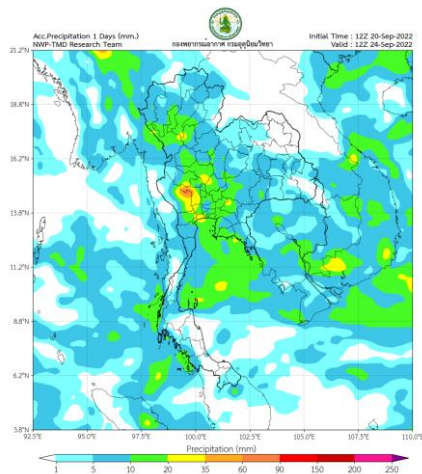 Acc.Precipitation 1 Days (mm.)
NWP-TMD Research Team
กองพยากรณ์อากาศ กรมอุตุนิยมวิทยา
Initial Time : 12Z 20-Sep-2022
Valid : 12Z 24-Sep-2022
21.2°N
18.8°N
16.2°N
13.8°N
11.2°N
8.8°N
6.2°N
3.8°N
92.5°E 95.0°E 97.5°E 100.0°E 102.5°E 105.0°E 107.5°E 110.0°E
Precipitation (mm)
1 5 10 20 35 60 90 150 200 250